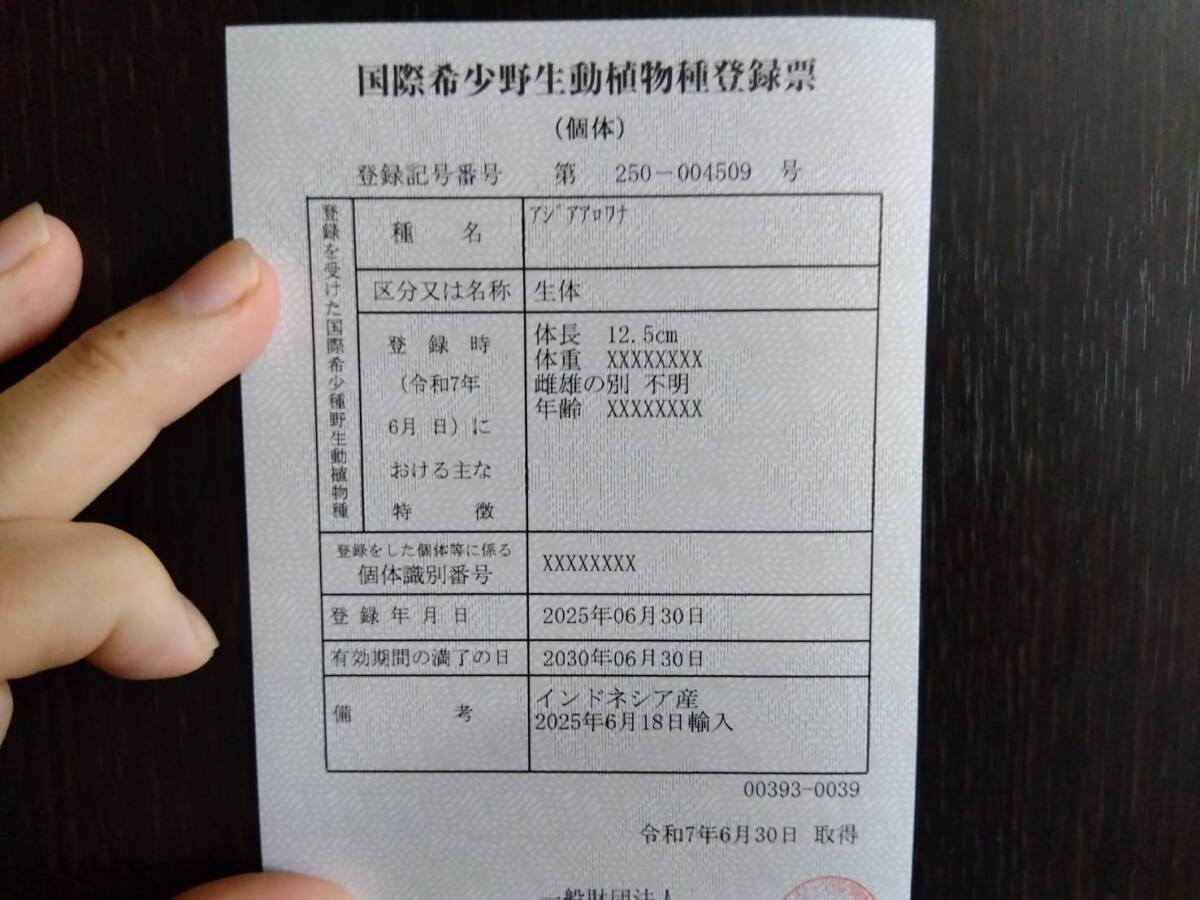 国際希少野生動植物種登録票
(個体)
登録記号番号 第 250-004509 号
登録を受けた国際希少種野生動植物種
種 名 ｱｼﾞｱｱﾛﾜﾅ
区分又は名称 生体
登 録 時
(令和7年
6月 日)に
おける主な
特 徴
体長 12.5cm
体重 XXXXXXXX
雌雄の別 不明
年齢 XXXXXXXX
登録をした個体等に係る
個体識別番号 XXXXXXXX
登 録 年 月 日 2025年06月30日
有効期間の満了の日 2030年06月30日
備 考
インドネシア産
2025年6月18日輸入
00393-0039
令和7年6月30日 取得
一般財団法人